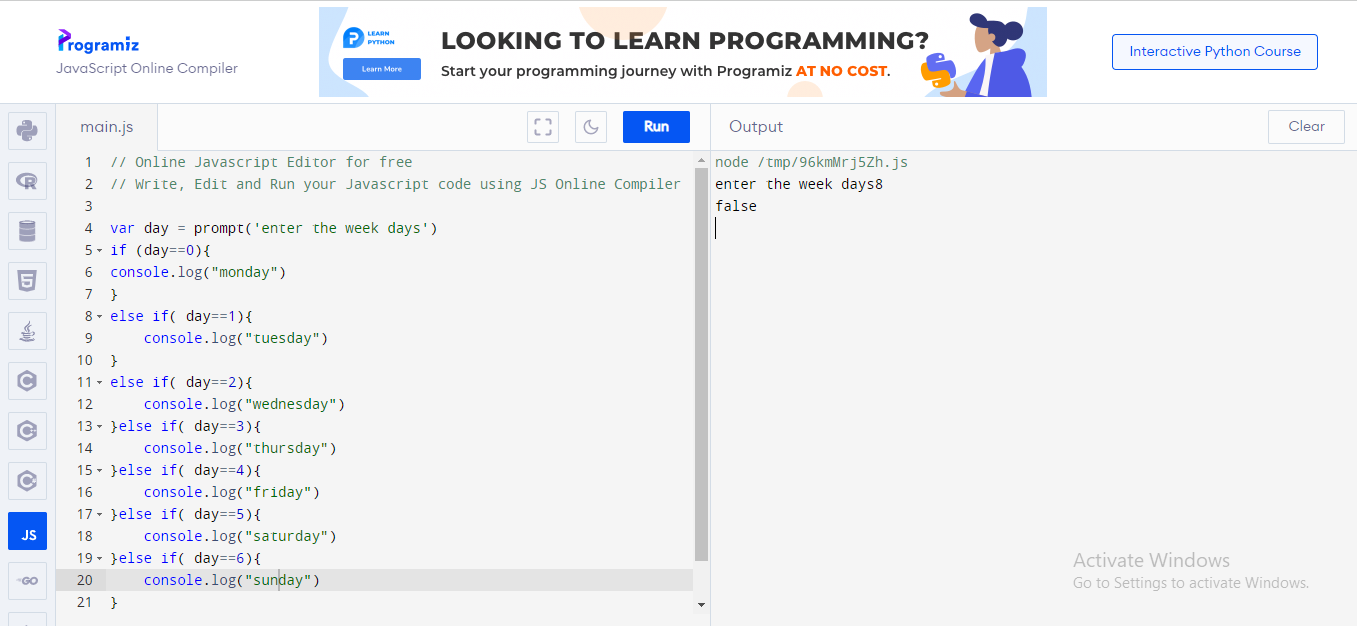 Programiz
JavaScript Online Compiler
LEARN
PYTHON
Learn More
LOOKING TO LEARN PROGRAMMING?
Start your programming journey with Programiz AT NO COST.
Interactive Python Course
main.js
Run
Output
Clear
1 // Online Javascript Editor for free
2 // Write, Edit and Run your Javascript code using JS Online Compiler
3
4 var day = prompt('enter the week days')
5 if (day==0){
6 console.log("monday")
7 }
8 else if( day==1){
9     console.log("tuesday")
10 }
11 else if( day==2){
12     console.log("wednesday")
13 }else if( day==3){
14     console.log("thursday")
15 }else if( day==4){
16     console.log("friday")
17 }else if( day==5){
18     console.log("saturday")
19 }else if( day==6){
20     console.log("sunday")
21 }
node /tmp/96kmMrj5Zh.js
enter the week days8
false
JS
GO
Activate Windows
Go to Settings to activate Windows.